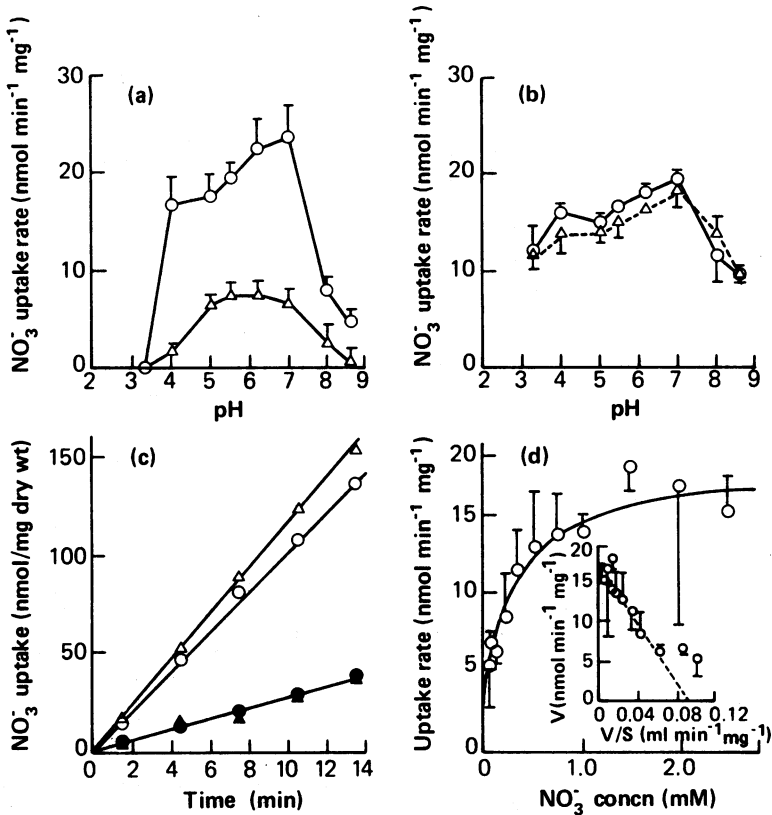 (a)
NO₃⁻ uptake rate (nmol min⁻¹ mg⁻¹)
30
20
10
0
2 3 4 5 6 7 8 9
pH
(b)
NO₃⁻ uptake rate (nmol min⁻¹ mg⁻¹)
30
20
10
0
2 3 4 5 6 7 8 9
pH
(c)
NO₃⁻ uptake (nmol/mg dry wt)
150
100
50
0
0 2 4 6 8 10 12 14
Time (min)
(d)
Uptake rate (nmol min⁻¹ mg⁻¹)
20
15
10
5
0
0 1.0 2.0
NO₃⁻ concn (mM)
V(nmol min⁻¹ mg⁻¹)
20
15
10
5
0
0 0.04 0.08 0.12
V/S (ml min⁻¹mg⁻¹)